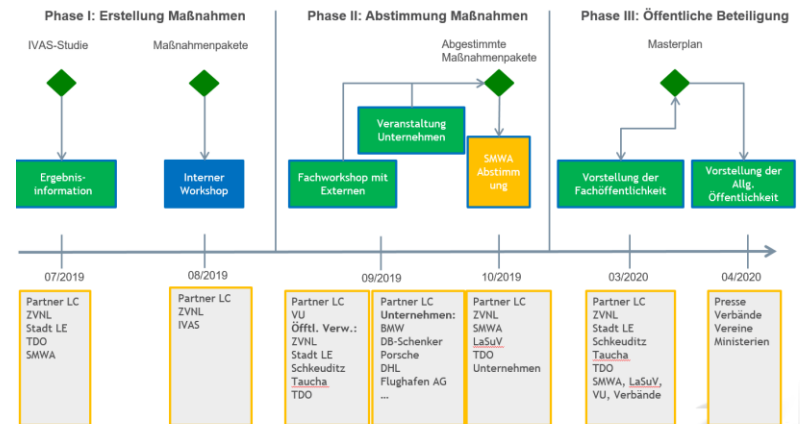 Phase I: Erstellung Maßnahmen
Phase II: Abstimmung Maßnahmen
Phase III: Öffentliche Beteiligung
IVAS-Studie
Maßnahmenpakete
Abgestimmte
Maßnahmenpakete
Masterplan
Ergebnis-
information
Interner
Workshop
Fachworkshop mit
Externen
Veranstaltung
Unternehmen
SMWA
Abstimm
ung
Vorstellung der
Fachöffentlichkeit
Vorstellung der
Allg.
Öffentlichkeit
07/2019
08/2019
09/2019
10/2019
03/2020
04/2020
Partner LC
ZVNL
Stadt LE
TDO
SMWA
Partner LC
ZVNL
IVAS
Partner LC
VU
Öfftl. Verw.:
ZVNL
Stadt LE
Schkeuditz
Taucha
TDO
Partner LC
Unternehmen:
BMW
DB-Schenker
Porsche
DHL
Flughafen AG
...
Partner LC
ZVNL
SMWA
LaSuV
TDO
Unternehmen
Partner LC
ZVNL
Stadt LE
Schkeuditz
Taucha
TDO
SMWA, LaSuV,
VU, Verbände
Presse
Verbände
Vereine
Ministerien